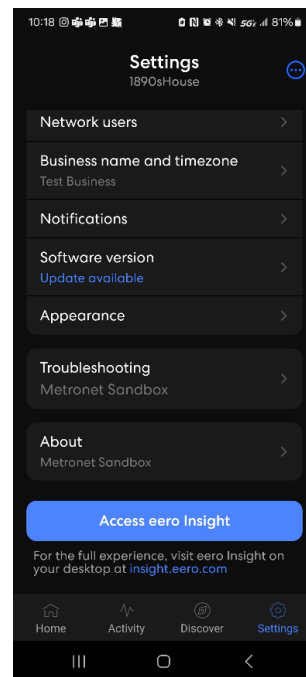 10:18
5G 81%
Settings
1890sHouse
Network users
Business name and timezone
Test Business
Notifications
Software version
Update available
Appearance
Troubleshooting
Metronet Sandbox
About
Metronet Sandbox
Access eero Insight
For the full experience, visit eero Insight on
your desktop at insight.eero.com
Home Activity Discover Settings